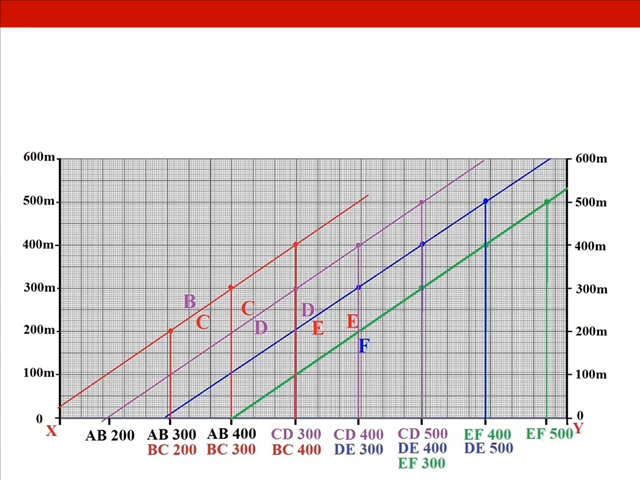 600m 600m
500m 500m
400m 400m
300m 300m
B C D
C D E E
200m 200m
F
100m 100m
0 0
X AB 200 AB 300 AB 400 CD 300 CD 400 CD 500 EF 400 EF 500 Y
BC 200 BC 300 BC 400 DE 300 DE 400 DE 500
EF 300